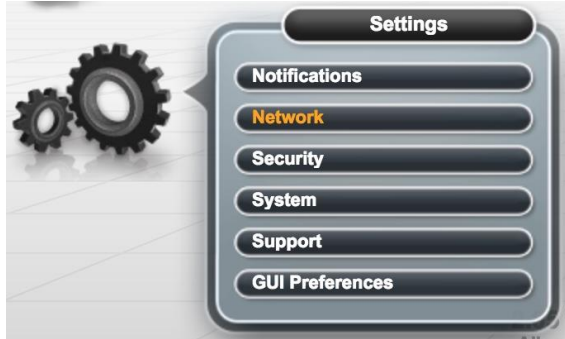 Settings
Notifications
Network
Security
System
Support
GUI Preferences